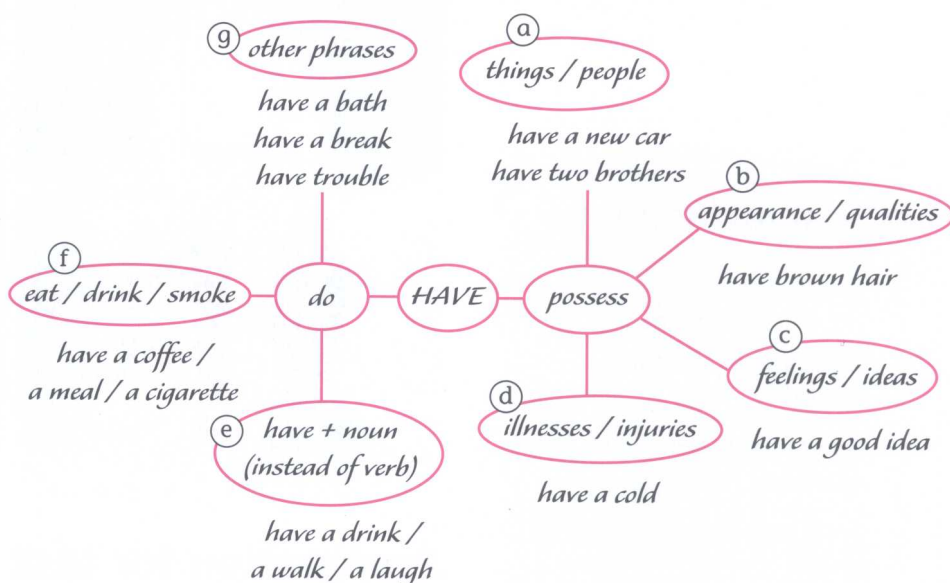 g
other phrases
have a bath
have a break
have trouble
a
things / people
have a new car
have two brothers
b
appearance / qualities
have brown hair
f
eat / drink / smoke
have a coffee /
a meal / a cigarette
do
HAVE
possess
c
feelings / ideas
have a good idea
d
illnesses / injuries
have a cold
e
have + noun
(instead of verb)
have a drink /
a walk / a laugh